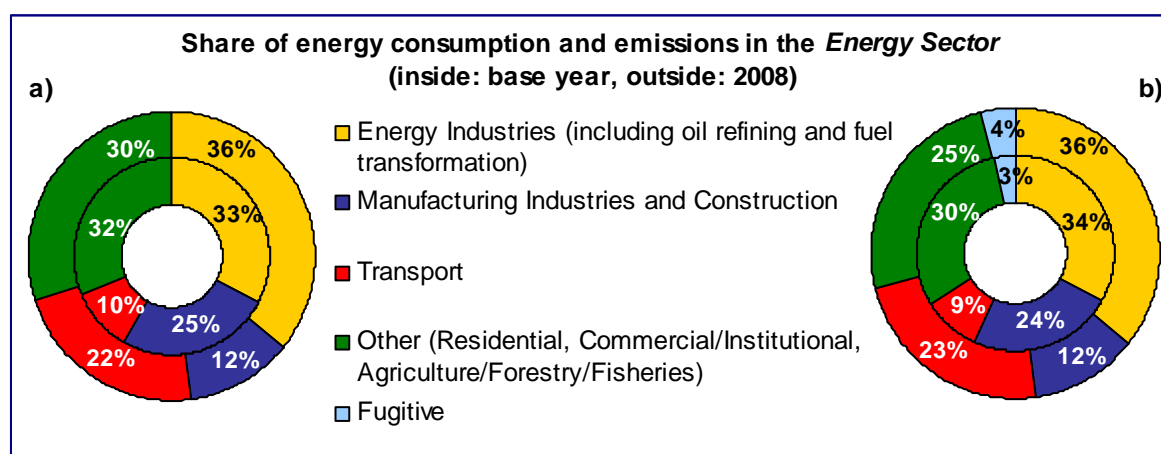 Share of energy consumption and emissions in the Energy Sector
(inside: base year, outside: 2008)
a)
b)
30%
36%
33%
32%
10%
25%
22%
12%
Energy Industries (including oil refining and fuel
transformation)
Manufacturing Industries and Construction
Transport
Other (Residential, Commercial/Institutional,
Agriculture/Forestry/Fisheries)
Fugitive
4%
36%
25%
3%
30%
34%
9%
24%
23%
12%